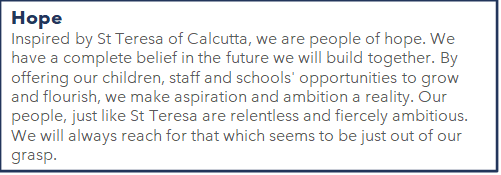 Hope
Inspired by St Teresa of Calcutta, we are people of hope. We
have a complete belief in the future we will build together. By
offering our children, staff and schools' opportunities to grow
and flourish, we make aspiration and ambition a reality. Our
people, just like St Teresa are relentless and fiercely ambitious.
We will always reach for that which seems to be just out of our
grasp.